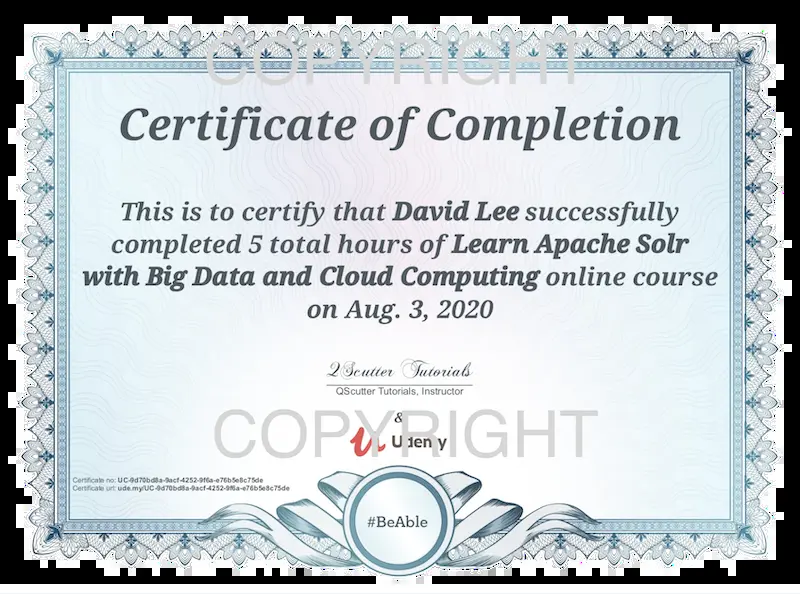 COPYRIGHT
Certificate of Completion
This is to certify that David Lee successfully
completed 5 total hours of Learn Apache Solr
with Big Data and Cloud Computing online course
on Aug. 3, 2020
QScutter Tutorials
QScutter Tutorials, Instructor
&
COPYRIGHT
Udemy
Certificate no: UC-9d70bd8a-9acf-4252-9f6a-e76b5e8c75de
Certificate url: ude.my/UC-9d70bd8a-9acf-4252-9f6a-e76b5e8c75de
#BeAble